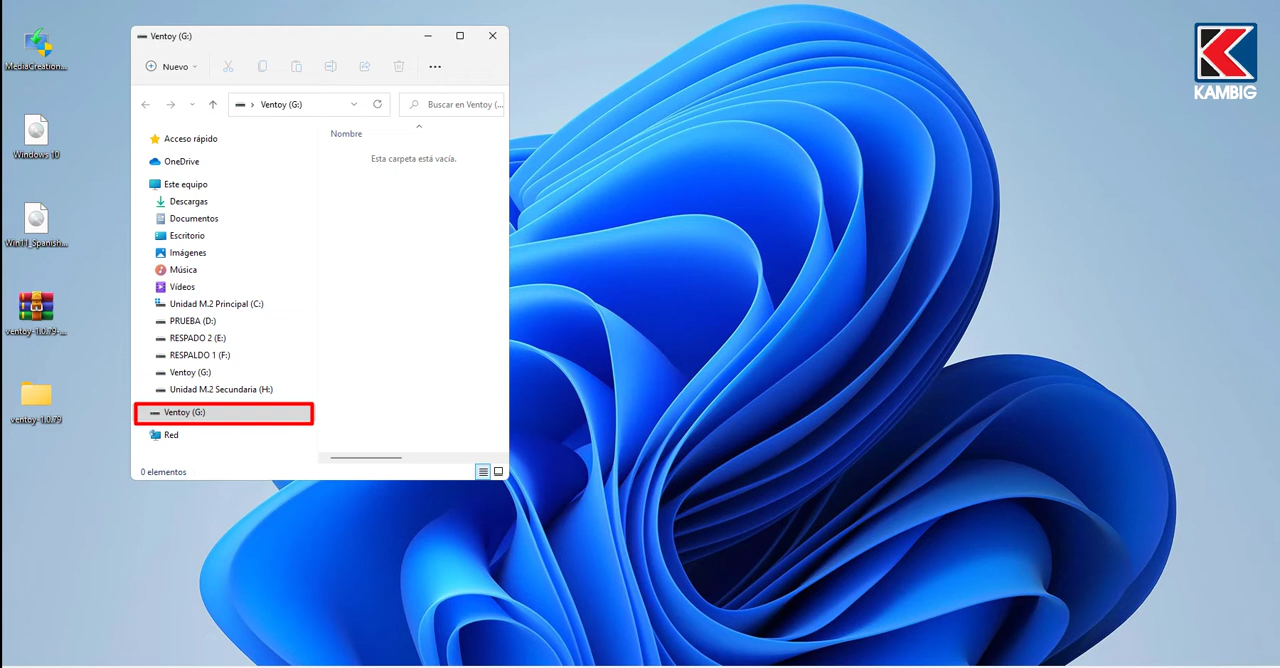 MediaCreation...
Windows 10
Win11_Spanish...
ventoy-1.0.79-...
ventoy-1.0.79
Ventoy (G:)
Nuevo
Ventoy (G:)
Buscar en Ventoy (...
Acceso rápido
OneDrive
Este equipo
Descargas
Documentos
Escritorio
Imágenes
Música
Vídeos
Unidad M.2 Principal (C:)
PRUEBA (D:)
RESPADO 2 (E:)
RESPALDO 1 (F:)
Ventoy (G:)
Unidad M.2 Secundaria (H:)
Ventoy (G:)
Red
Nombre
Esta carpeta está vacía.
0 elementos
KAMBIG